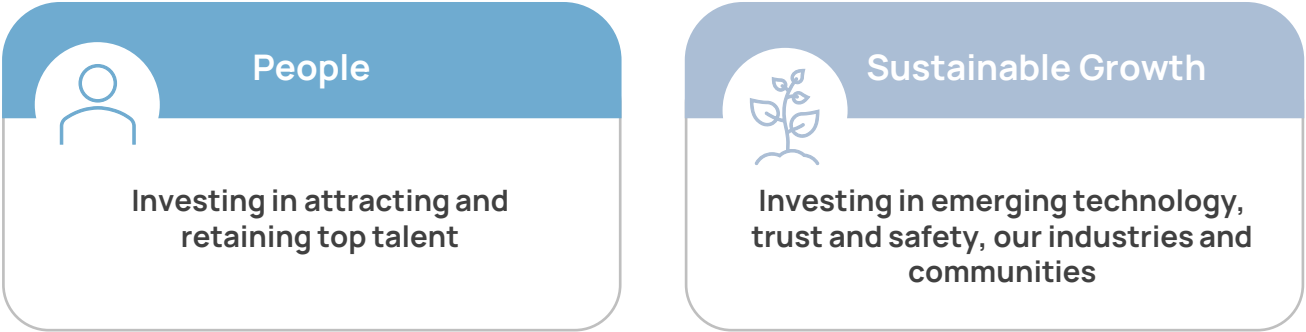 People
Investing in attracting and
retaining top talent
Sustainable Growth
Investing in emerging technology,
trust and safety, our industries and
communities